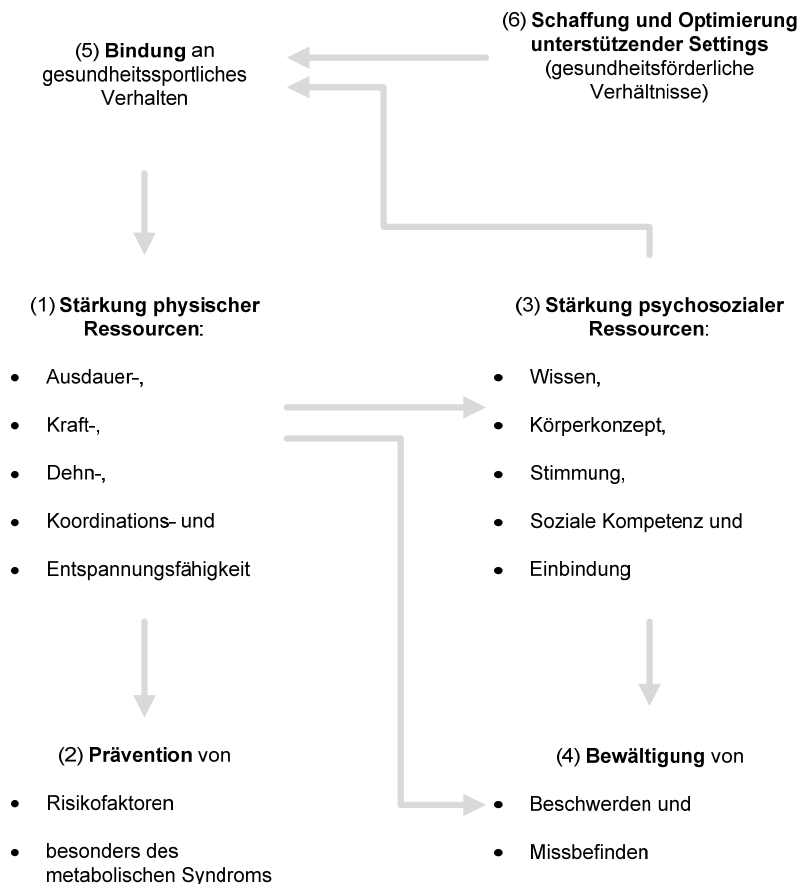 (5) Bindung an
gesundheitssportliches
Verhalten
(6) Schaffung und Optimierung
unterstützender Settings
(gesundheitsförderliche
Verhältnisse)
(1) Stärkung physischer
Ressourcen:
• Ausdauer-,
• Kraft-,
• Dehn-,
• Koordinations- und
• Entspannungsfähigkeit
(3) Stärkung psychosozialer
Ressourcen:
• Wissen,
• Körperkonzept,
• Stimmung,
• Soziale Kompetenz und
• Einbindung
(2) Prävention von
• Risikofaktoren
• besonders des
metabolischen Syndroms
(4) Bewältigung von
• Beschwerden und
• Missbefinden